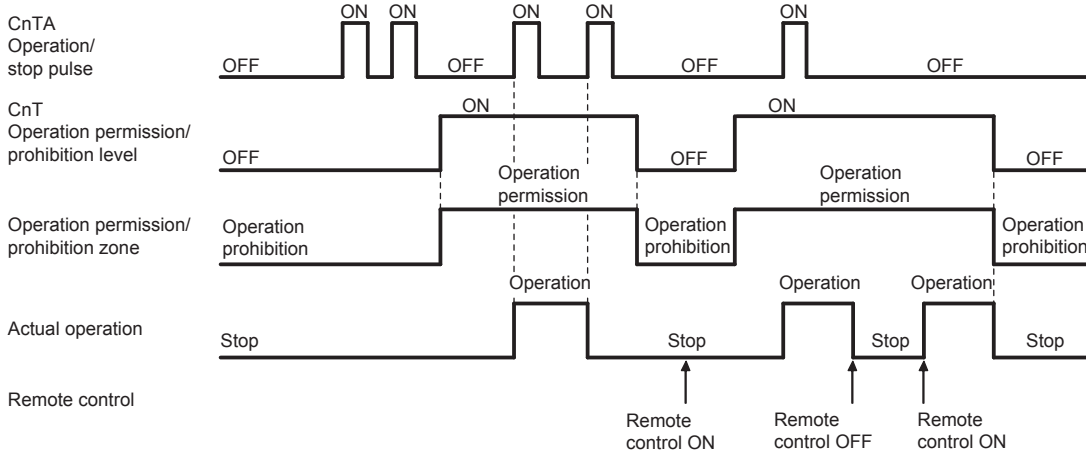 CnTA
Operation/
stop pulse
ON ON ON ON ON
OFF OFF OFF OFF
CnT
Operation permission/
prohibition level
ON ON
OFF OFF OFF
Operation
permission
Operation
permission
Operation permission/
prohibition zone
Operation
prohibition
Operation
prohibition
Operation
prohibition
Operation Operation Operation
Actual operation
Stop Stop Stop Stop
Remote control
Remote
control ON
Remote
control OFF
Remote
control ON